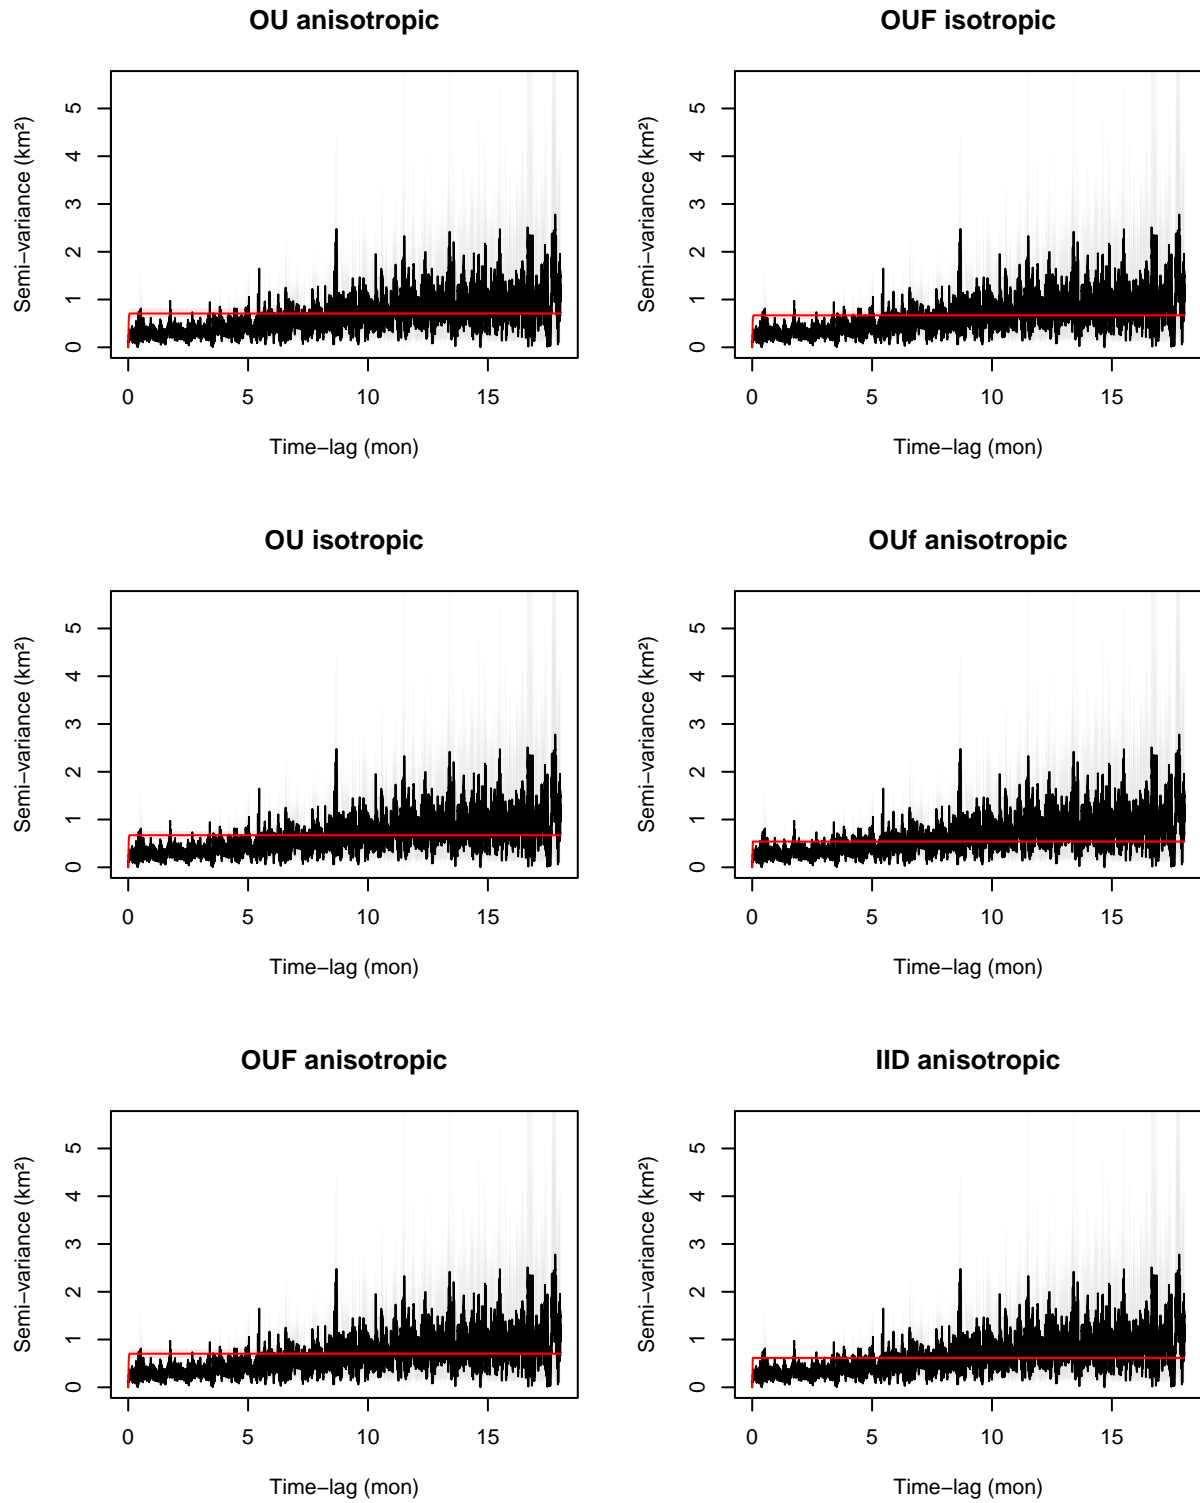 OU anisotropic
Semi−variance (km²)
0 1 2 3 4 5
0 5 10 15
Time−lag (mon)
OUF isotropic
Semi−variance (km²)
0 1 2 3 4 5
0 5 10 15
Time−lag (mon)
OU isotropic
Semi−variance (km²)
0 1 2 3 4 5
0 5 10 15
Time−lag (mon)
OUf anisotropic
Semi−variance (km²)
0 1 2 3 4 5
0 5 10 15
Time−lag (mon)
OUF anisotropic
Semi−variance (km²)
0 1 2 3 4 5
0 5 10 15
Time−lag (mon)
IID anisotropic
Semi−variance (km²)
0 1 2 3 4 5
0 5 10 15
Time−lag (mon)